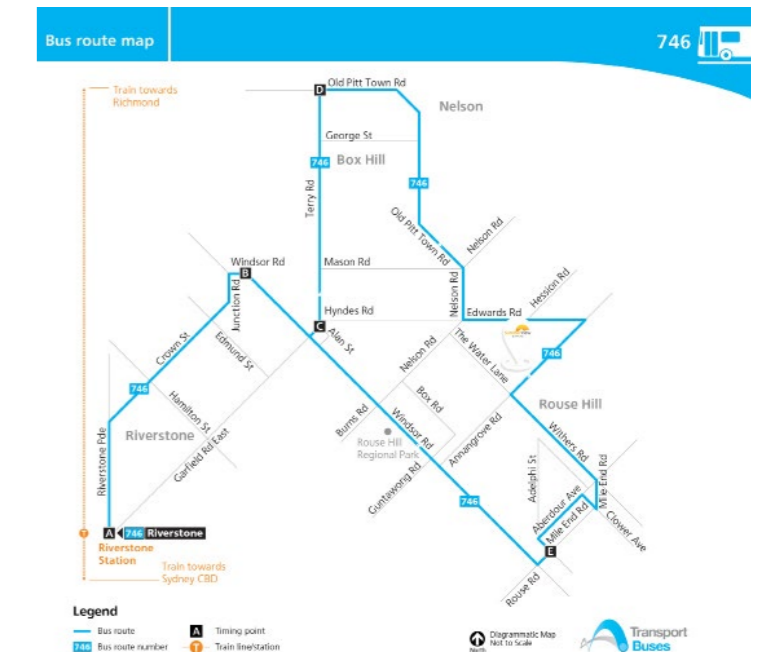 Bus route map
746
Train towards
Richmond
D
Old Pitt Town Rd
Nelson
George St
746
Box Hill
746
Terry Rd
Old Pitt Town Rd
Nelson Rd
Windsor Rd
B
Mason Rd
Junction Rd
Nelson Rd
Hession Rd
Hyndes Rd
Edwards Rd
C
Alan St
Crown St
Edmund St
Nelson Rd
The Water Lane
746
746
Hamilton St
Box Rd
Rouse Hill
Burns Rd
Windsor Rd
Riverstone
Rouse Hill
Regional Park
Annangrove Rd
Withers Rd
Garfield Rd East
Riverstone Pde
Guntawong Rd
Adelphi St
Mile End Rd
746
Aberdour Ave
Mile End Rd
Clower Ave
T
A
746
Riverstone
Riverstone
Station
E
Train towards
Sydney CBD
Rouse Rd
Legend
Bus route
A
Timing point
746
Bus route number
T
Train line/station
Diagrammatic Map
Not to Scale
North
Transport
Buses